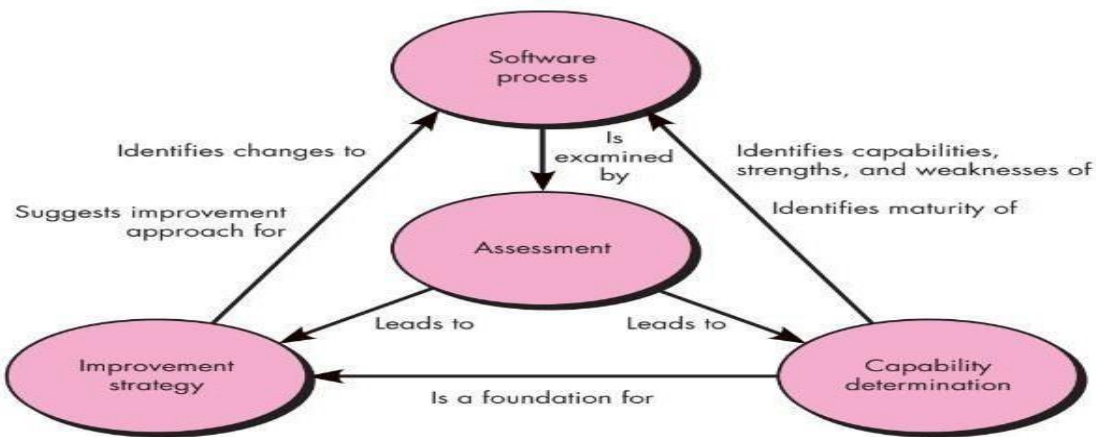 Software
process
Identifies changes to
Is
examined
by
Identifies capabilities,
strengths, and weaknesses of
Suggests improvement
approach for
Identifies maturity of
Assessment
Leads to
Leads to
Improvement
strategy
Capability
determination
Is a foundation for